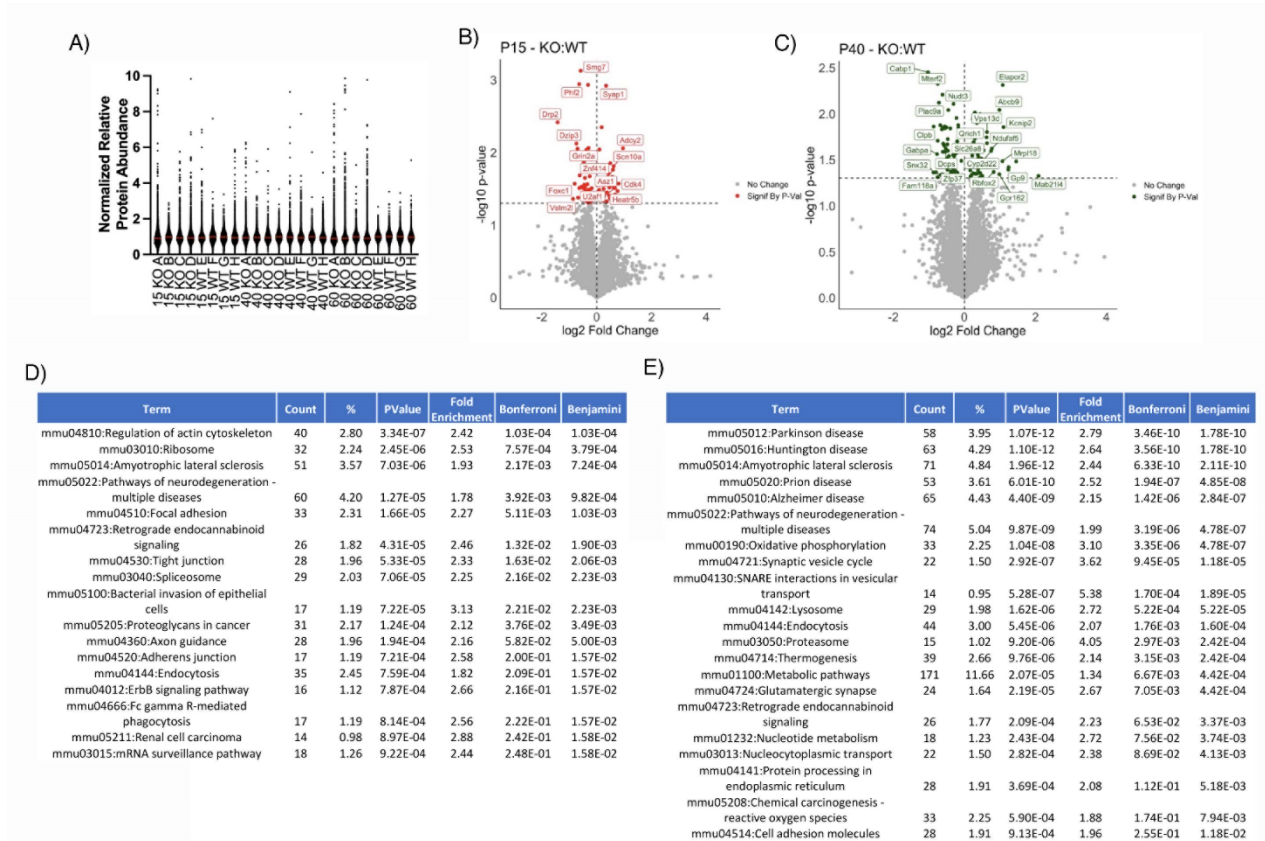 A)
Normalized Relative
Protein Abundance
10
8
6
4
2
0
15 KO A
15 KO B
15 KO C
15 KO D
15 WT E
15 WT F
15 WT G
15 WT H
40 KO A
40 KO B
40 KO C
40 KO D
40 WT E
40 WT F
40 WT G
40 WT H
60 KO A
60 KO B
60 KO C
60 KO D
60 WT E
60 WT F
60 WT G
60 WT H
B)
P15 - KO:WT
-log10 p-value
3
2
1
0
Smg7
Phf2
Syap1
Drp2
Dzip3
Adcy2
Grin2a
Scn10a
Znf414
Aaz1
Cdk4
Foxc1
U2af1
Heatr5b
Vstm2l
No Change
Signif By P-Val
-2
0
2
4
log2 Fold Change
C)
P40 - KO:WT
-log10 p-value
2.5
2.0
1.5
1.0
0.5
0.0
Cabp1
Mterf2
Elapor2
Nudt3
Abcb9
Plac9a
Vps13d
Kcnip2
Clpb
Qrich1
Ndufaf5
Gabpa
Slc26a8
Mrpl18
Snx32
Dcps
Cyp2d22
Fam118a
Zfp37
Rbfox2
Gp9
Mab21l4
Gpr162
No Change
Signif By P-Val
-2
0
2
4
log2 Fold Change
D)
Term Count % PValue Fold Enrichment Bonferroni Benjamini
mmu04810:Regulation of actin cytoskeleton 40 2.80 3.34E-07 2.42 1.03E-04 1.03E-04
mmu03010:Ribosome 32 2.24 2.45E-06 2.53 7.57E-04 3.79E-04
mmu05014:Amyotrophic lateral sclerosis 51 3.57 7.03E-06 1.93 2.17E-03 7.24E-04
mmu05022:Pathways of neurodegeneration -
multiple diseases 60 4.20 1.27E-05 1.78 3.92E-03 9.82E-04
mmu04510:Focal adhesion 33 2.31 1.66E-05 2.27 5.11E-03 1.03E-03
mmu04723:Retrograde endocannabinoid
signaling 26 1.82 4.31E-05 2.46 1.32E-02 1.90E-03
mmu04530:Tight junction 28 1.96 5.33E-05 2.33 1.63E-02 2.06E-03
mmu03040:Spliceosome 29 2.03 7.06E-05 2.25 2.16E-02 2.23E-03
mmu05100:Bacterial invasion of epithelial
cells 17 1.19 7.22E-05 3.13 2.21E-02 2.23E-03
mmu05205:Proteoglycans in cancer 31 2.17 1.24E-04 2.12 3.76E-02 3.49E-03
mmu04360:Axon guidance 28 1.96 1.94E-04 2.16 5.82E-02 5.00E-03
mmu04520:Adherens junction 17 1.19 7.21E-04 2.58 2.00E-01 1.57E-02
mmu04144:Endocytosis 35 2.45 7.59E-04 1.82 2.09E-01 1.57E-02
mmu04012:ErbB signaling pathway 16 1.12 7.87E-04 2.66 2.16E-01 1.57E-02
mmu04666:Fc gamma R-mediated
phagocytosis 17 1.19 8.14E-04 2.56 2.22E-01 1.57E-02
mmu05211:Renal cell carcinoma 14 0.98 8.97E-04 2.88 2.42E-01 1.58E-02
mmu03015:mRNA surveillance pathway 18 1.26 9.22E-04 2.44 2.48E-01 1.58E-02
E)
Term Count % PValue Fold Enrichment Bonferroni Benjamini
mmu05012:Parkinson disease 58 3.95 1.07E-12 2.79 3.46E-10 1.78E-10
mmu05016:Huntington disease 63 4.29 1.10E-12 2.64 3.56E-10 1.78E-10
mmu05014:Amyotrophic lateral sclerosis 71 4.84 1.96E-12 2.44 6.33E-10 2.11E-10
mmu05020:Prion disease 53 3.61 6.01E-10 2.52 1.94E-07 4.85E-08
mmu05010:Alzheimer disease 65 4.43 4.40E-09 2.15 1.42E-06 2.84E-07
mmu05022:Pathways of neurodegeneration -
multiple diseases 74 5.04 9.87E-09 1.99 3.19E-06 4.78E-07
mmu00190:Oxidative phosphorylation 33 2.25 1.04E-08 3.10 3.35E-06 4.78E-07
mmu04721:Synaptic vesicle cycle 22 1.50 2.92E-07 3.62 9.45E-05 1.18E-05
mmu04130:SNARE interactions in vesicular
transport 14 0.95 5.28E-07 5.38 1.70E-04 1.89E-05
mmu04142:Lysosome 29 1.98 1.62E-06 2.72 5.22E-04 5.22E-05
mmu04144:Endocytosis 44 3.00 5.45E-06 2.07 1.76E-03 1.60E-04
mmu03050:Proteasome 15 1.02 9.20E-06 4.05 2.97E-03 2.42E-04
mmu04714:Thermogenesis 39 2.66 9.76E-06 2.14 3.15E-03 2.42E-04
mmu01100:Metabolic pathways 171 11.66 2.07E-05 1.34 6.67E-03 4.42E-04
mmu04724:Glutamatergic synapse 24 1.64 2.19E-05 2.67 7.05E-03 4.42E-04
mmu04723:Retrograde endocannabinoid
signaling 26 1.77 2.09E-04 2.23 6.53E-02 3.37E-03
mmu01232:Nucleotide metabolism 18 1.23 2.43E-04 2.72 7.56E-02 3.74E-03
mmu03013:Nucleocytoplasmic transport 22 1.50 2.82E-04 2.38 8.69E-02 4.13E-03
mmu04141:Protein processing in
endoplasmic reticulum 28 1.91 3.69E-04 2.08 1.12E-01 5.18E-03
mmu05208:Chemical carcinogenesis -
reactive oxygen species 33 2.25 5.90E-04 1.88 1.74E-01 7.94E-03
mmu04514:Cell adhesion molecules 28 1.91 9.13E-04 1.96 2.55E-01 1.18E-02